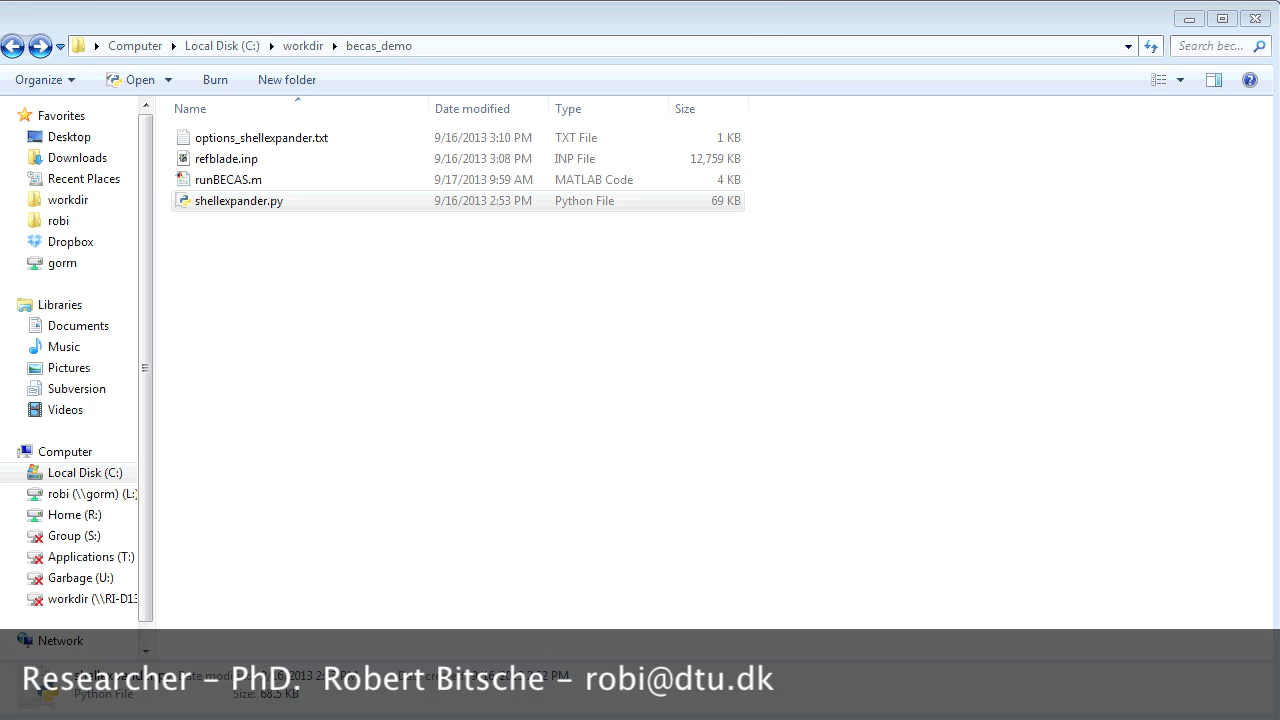 Computer Local Disk (C:) workdir becas_demo
Search bec...
Organize Open Burn New folder
Name Date modified Type Size
options_shellexpander.txt 9/16/2013 3:10 PM TXT File 1 KB
refblade.inp 9/16/2013 3:08 PM INP File 12,759 KB
runBECAS.m 9/17/2013 9:59 AM MATLAB Code 4 KB
shellexpander.py 9/16/2013 2:53 PM Python File 69 KB
Favorites
Desktop
Downloads
Recent Places
workdir
robi
Dropbox
gorm
Libraries
Documents
Music
Pictures
Subversion
Videos
Computer
Local Disk (C:)
robi (\\gorm) (L:)
Home (R:)
Group (S:)
Applications (T:)
Garbage (U:)
workdir (\\RI-D13
Network
Researcher – PhD Robert Bitsche – robi@dtu.dk
Python File Size: 68.5 KB